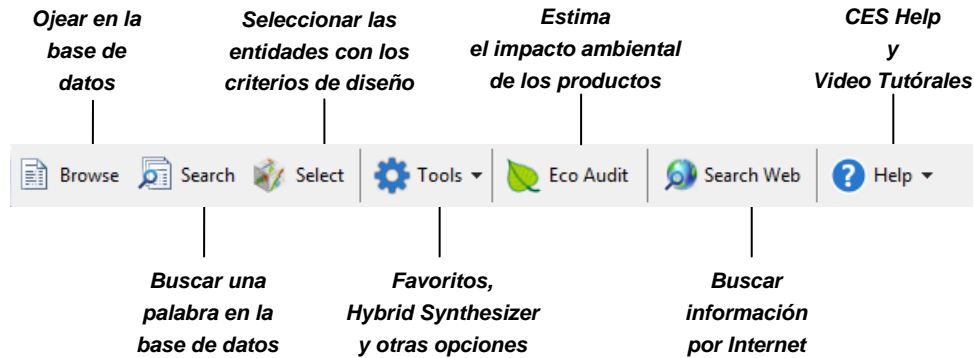 Ojear en la
base de
datos
Seleccionar las
entidades con los
criterios de diseño
Estima
el impacto ambiental
de los productos
CES Help
y
Video Tutórales
Browse Search Select Tools Eco Audit Search Web Help
Buscar una
palabra en la
base de datos
Favoritos,
Hybrid Synthesizer
y otras opciones
Buscar
información
por Internet